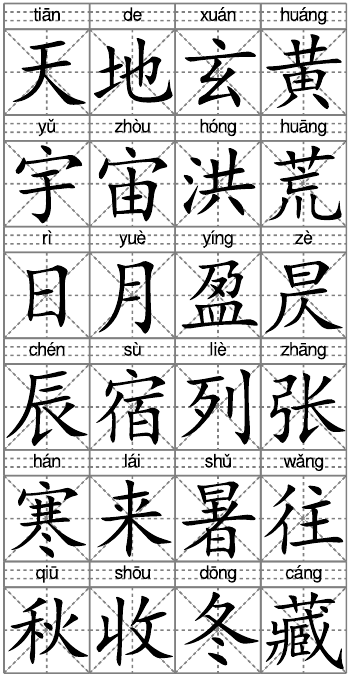 tiān de xuán huáng
天地玄黄
yǔ zhòu hóng huāng
宇宙洪荒
rì yuè yíng zè
日月盈昃
chén sù liè zhāng
辰宿列张
hán lái shǔ wǎng
寒来暑往
qiū shōu dōng cáng
秋收冬藏